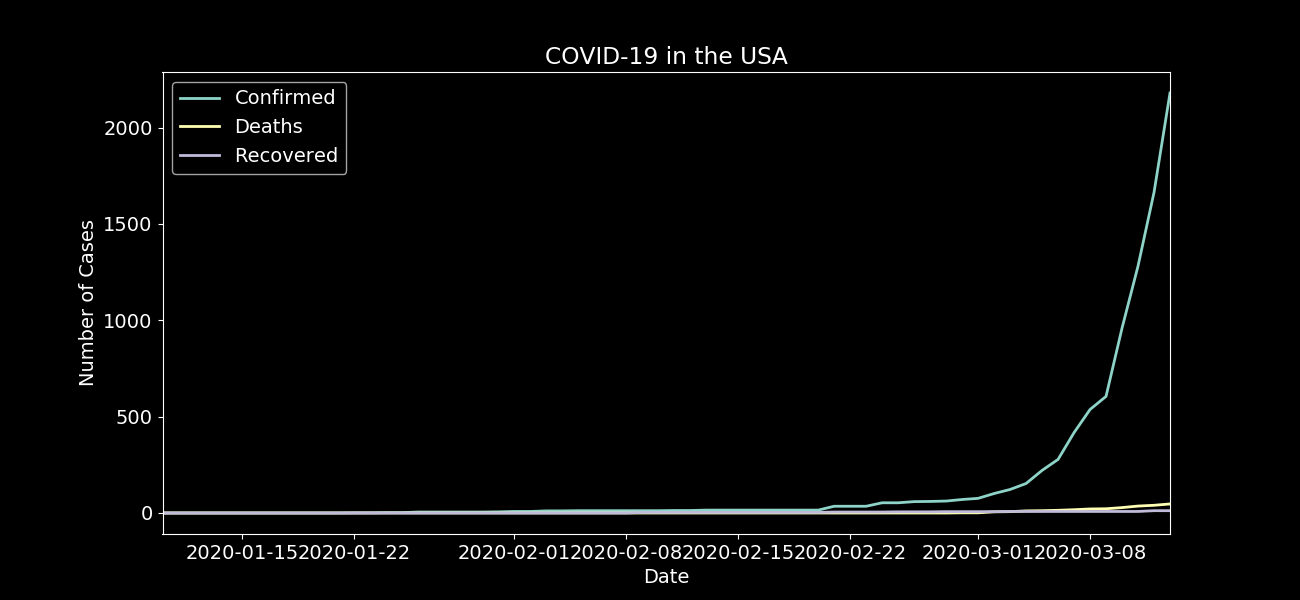 COVID-19 in the USA
Confirmed
Deaths
Recovered
2000
1500
1000
500
0
Number of Cases
2020-01-15
2020-01-22
2020-02-01
2020-02-08
2020-02-15
2020-02-22
2020-03-01
2020-03-08
Date